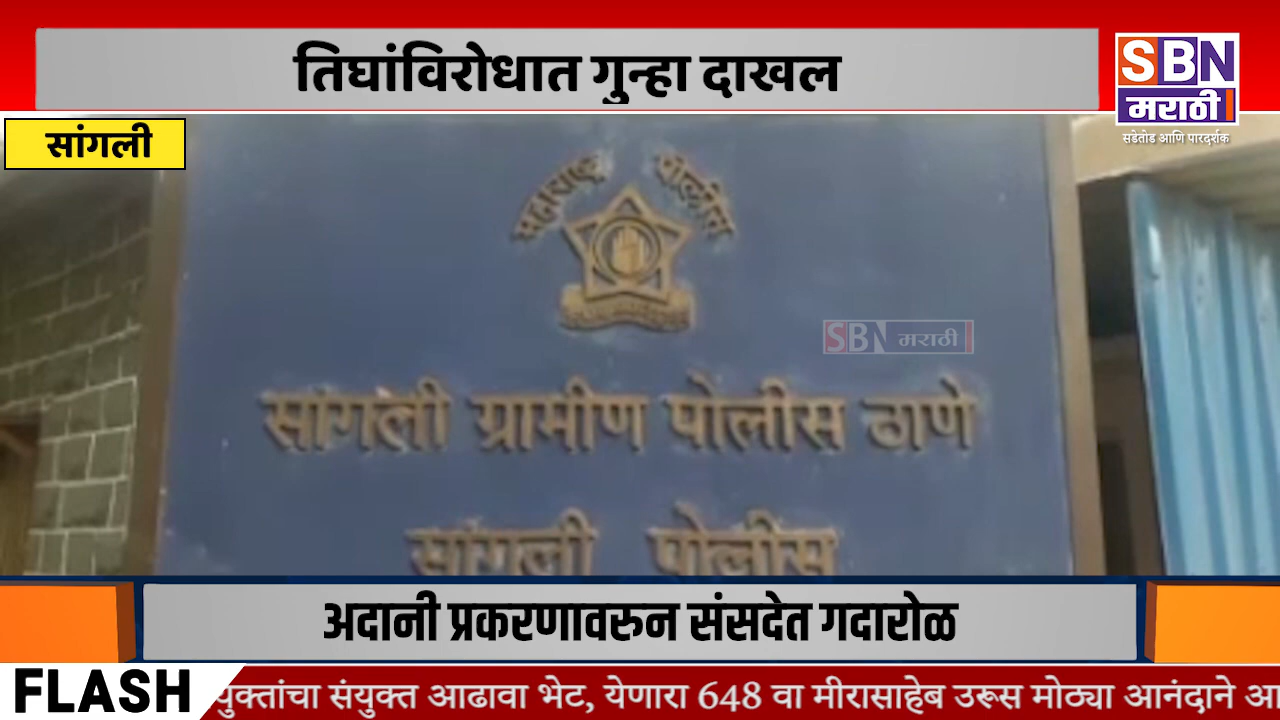 तिघांविरोधात गुन्हा दाखल
SBN
मराठी
सडेतोड आणि पारदर्शक
सांगली
महाराष्ट्र पोलीस
SBN मराठी
सांगली ग्रामीण पोलीस ठाणे
सांगली पोलीस
अदानी प्रकरणावरुन संसदेत गदारोळ
FLASH
युक्तांचा संयुक्त आढावा भेट, येणारा 648 वा मीरासाहेब उरूस मोठ्या आनंदाने आ